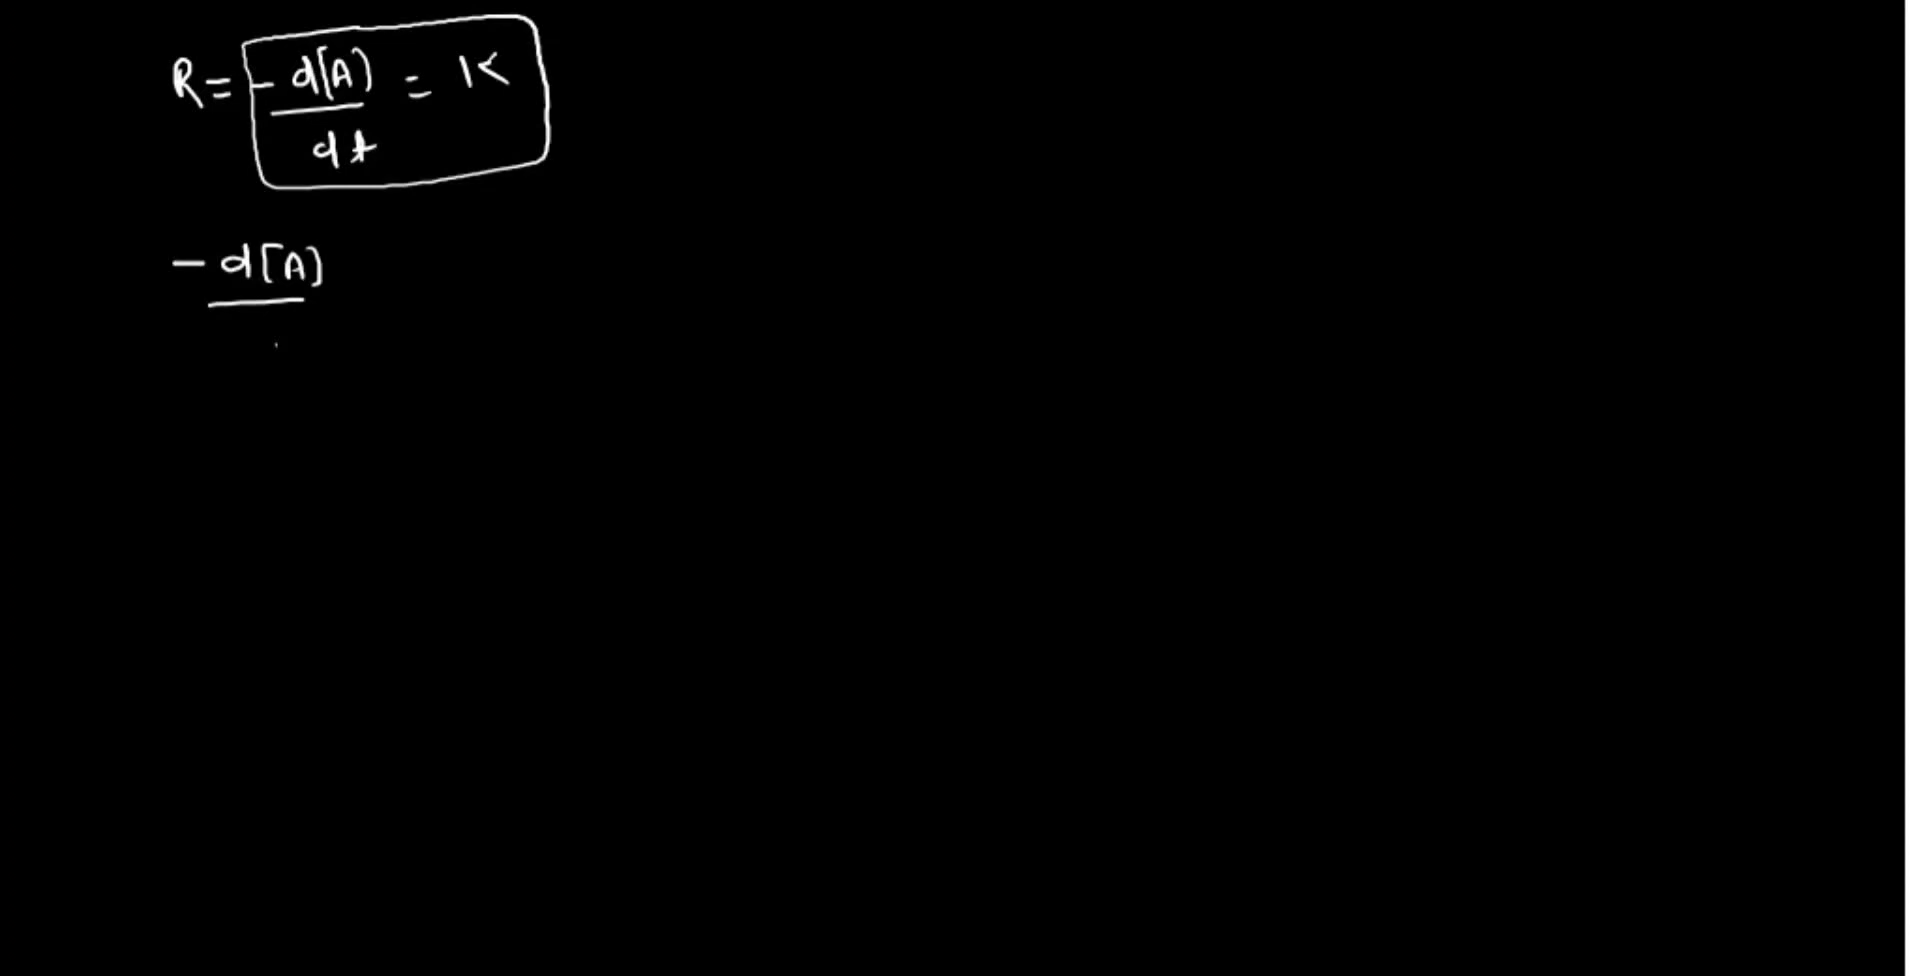 R = - d[A] = K
dt
- d[A]